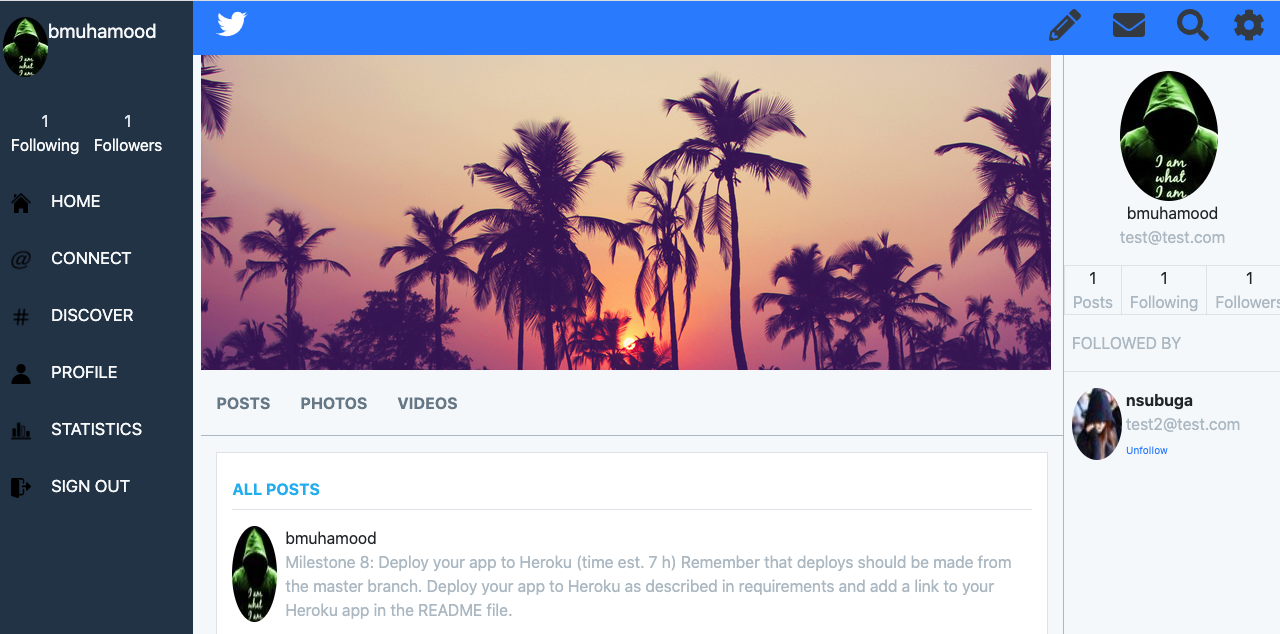 bmuhamood
1 1
Following Followers
HOME
@ CONNECT
# DISCOVER
PROFILE
STATISTICS
SIGN OUT
POSTS PHOTOS VIDEOS
ALL POSTS
bmuhamood
Milestone 8: Deploy your app to Heroku (time est. 7 h) Remember that deploys should be made from
the master branch. Deploy your app to Heroku as described in requirements and add a link to your
Heroku app in the README file.
I am
what
I am
bmuhamood
test@test.com
1 1 1
Posts Following Followers
FOLLOWED BY
nsubuga
test2@test.com
Unfollow